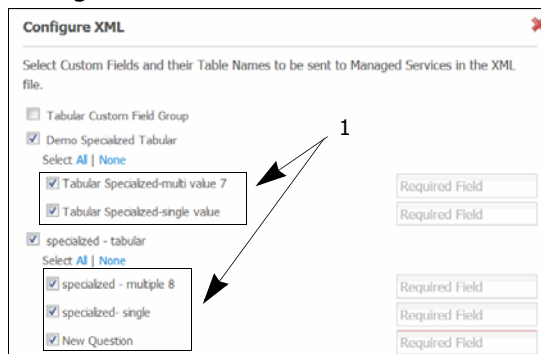 Configure XML
Select Custom Fields and their Table Names to be sent to Managed Services in the XML
file.
Tabular Custom Field Group
Demo Specialized Tabular
1
Select All | None
Tabular Specialized-multi value 7 Required Field
Tabular Specialized-single value Required Field
specialized - tabular
Select All | None
specialized - multiple 8 Required Field
specialized- single Required Field
New Question Required Field